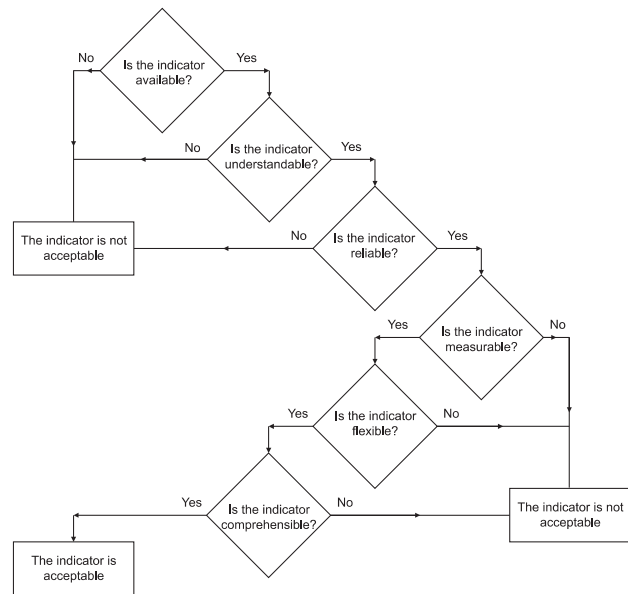 No
Yes
Is the indicator
available?
No
Yes
Is the indicator
understandable?
The indicator is not
acceptable
No
Yes
Is the indicator
reliable?
Yes
No
Is the indicator
measurable?
Yes
No
Is the indicator
flexible?
Yes
No
Is the indicator
comprehensible?
The indicator is not
acceptable
The indicator is
acceptable